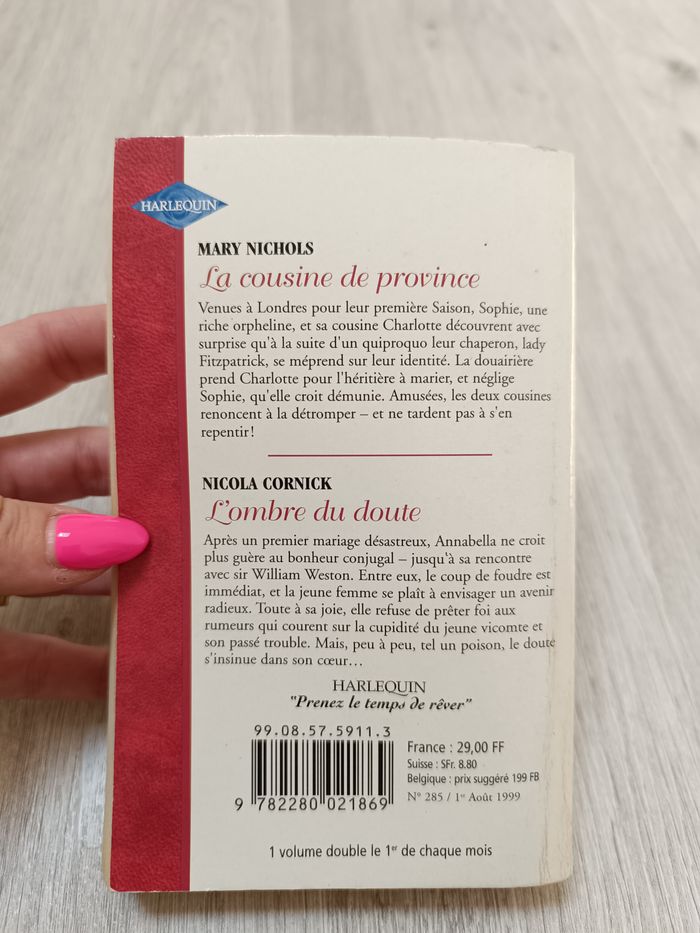 HARLEQUIN
MARY NICHOLS
La cousine de province
Venues à Londres pour leur première Saison, Sophie, une
riche orpheline, et sa cousine Charlotte découvrent avec
surprise qu'à la suite d'un quiproquo leur chaperon, lady
Fitzpatrick, se méprend sur leur identité. La douairière
prend Charlotte pour l'héritière à marier, et néglige
Sophie, qu'elle croit démunie. Amusées, les deux cousines
renoncent à la détromper – et ne tardent pas à s'en
repentir!
NICOLA CORNICK
L'ombre du doute
Après un premier mariage désastreux, Annabella ne croit
plus guère au bonheur conjugal – jusqu'à sa rencontre
avec sir William Weston. Entre eux, le coup de foudre est
immédiat, et la jeune femme se plaît à envisager un avenir
radieux. Toute à sa joie, elle refuse de prêter foi aux
rumeurs qui courent sur la cupidité du jeune vicomte et
son passé trouble. Mais, peu à peu, tel un poison, le doute
s'insinue dans son cœur…
HARLEQUIN
"Prenez le temps de rêver"
99.08.57.5911.3
France : 29,00 FF
Suisse : SFr. 8.80
Belgique : prix suggéré 199 FB
N° 285 / 1er Août 1999
9 782280 021869
1 volume double le 1er de chaque mois